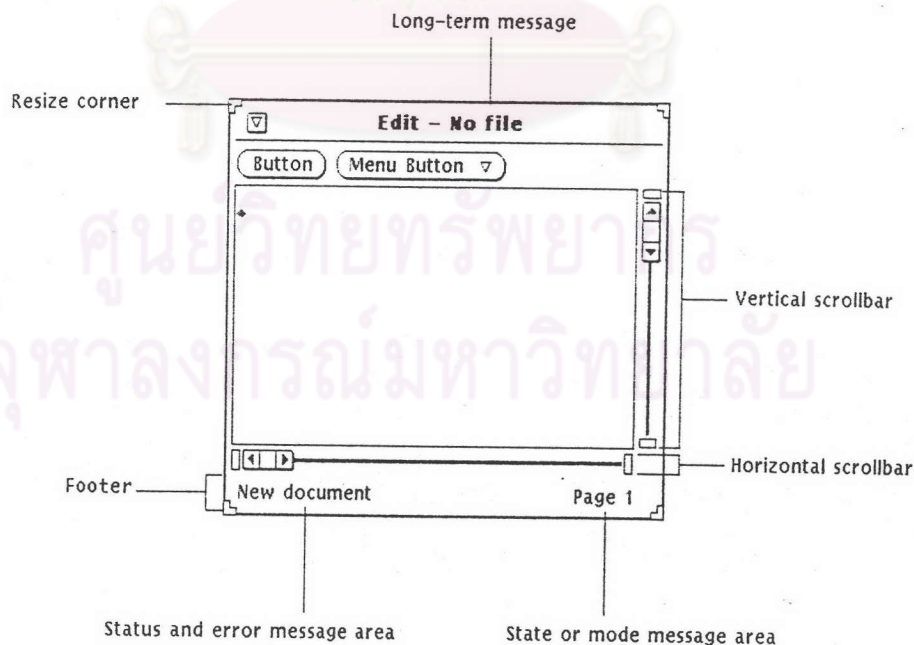 Long-term message
Resize corner
Edit - No file
Button
Menu Button
Vertical scrollbar
Horizontal scrollbar
Footer
New document
Page 1
Status and error message area
State or mode message area
ศูนย์วิทยทรัพยากร
จุฬาลงกรณ์มหาวิทยาลัย